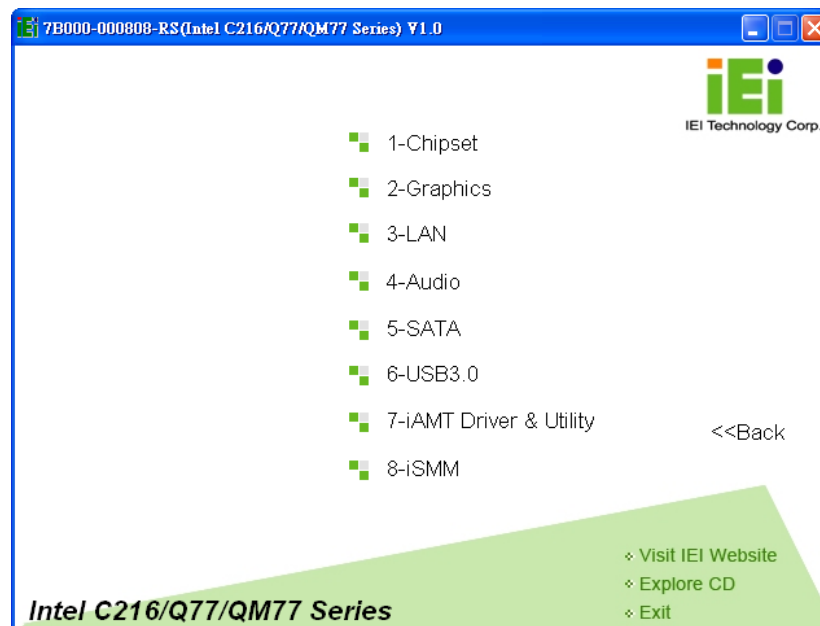 7B000-000808-RS(Intel C216/Q77/QM77 Series) V1.0
iEi
IEI Technology Corp.
1-Chipset
2-Graphics
3-LAN
4-Audio
5-SATA
6-USB3.0
7-iAMT Driver & Utility
<<Back
8-iSMM
Visit IEI Website
Explore CD
Exit
Intel C216/Q77/QM77 Series